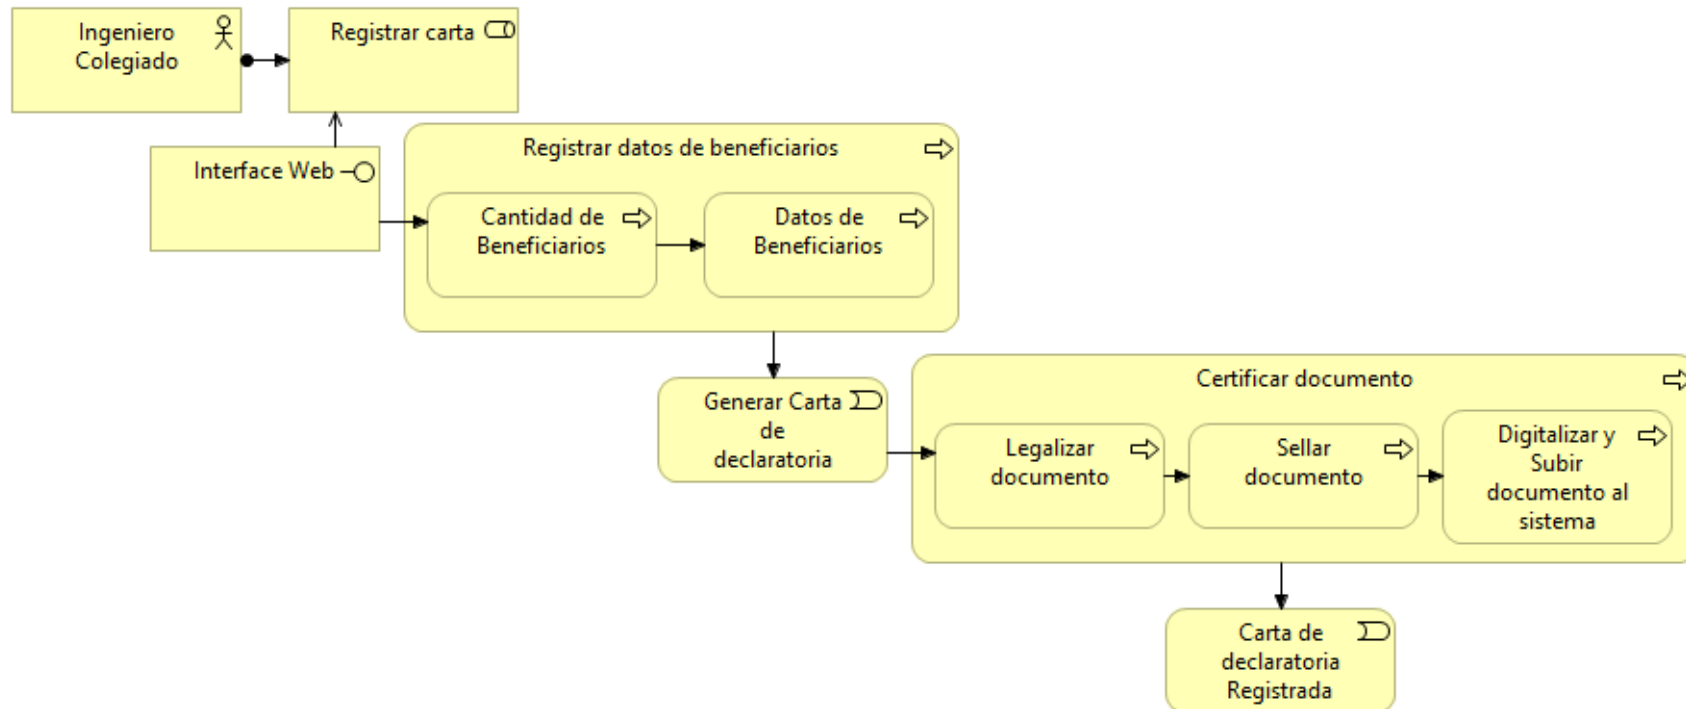 Ingeniero
Colegiado
Registrar carta
Interface Web
Registrar datos de beneficiarios
Cantidad de
Beneficiarios
Datos de
Beneficiarios
Generar Carta
de
declaratoria
Certificar documento
Legalizar
documento
Sellar
documento
Digitalizar y
Subir
documento al
sistema
Carta de
declaratoria
Registrada